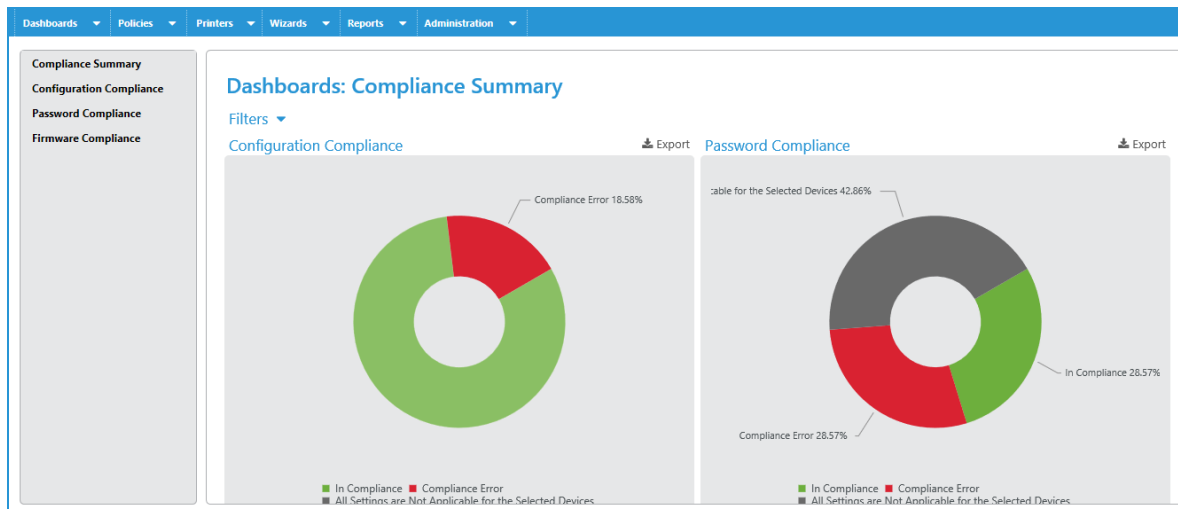 Dashboards Policies Printers Wizards Reports Administration
Compliance Summary
Configuration Compliance
Password Compliance
Firmware Compliance
Dashboards: Compliance Summary
Filters
Configuration Compliance Export
Compliance Error 18.58%
In Compliance Compliance Error
All Settings are Not Applicable for the Selected Devices
Password Compliance Export
:able for the Selected Devices 42.86%
In Compliance 28.57%
Compliance Error 28.57%
In Compliance Compliance Error
All Settings are Not Applicable for the Selected Devices